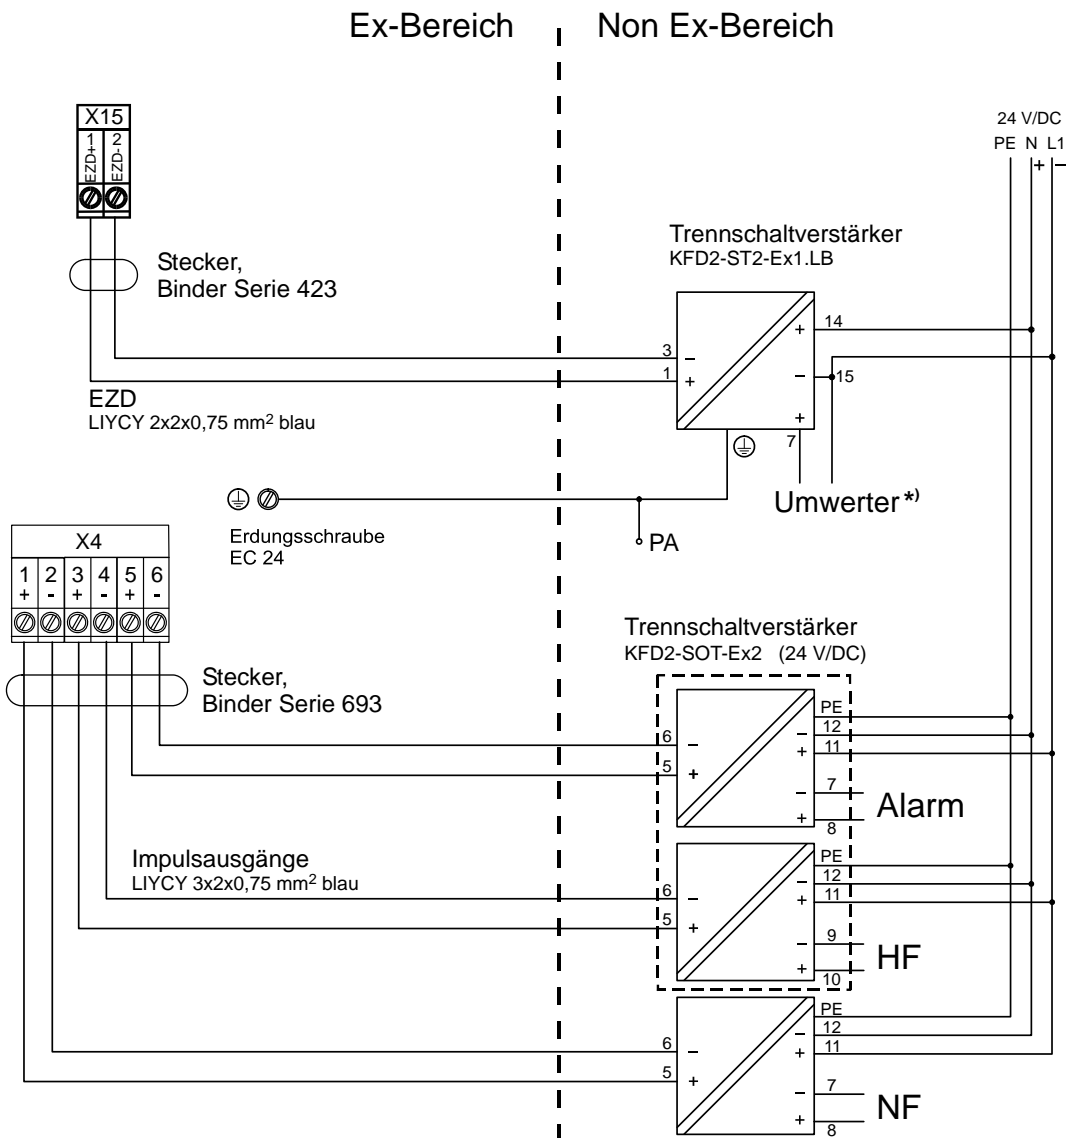 Ex-Bereich
Non Ex-Bereich
X15
EZD+1
EZD-2
24 V/DC
PE N L1
+ −
Stecker,
Binder Serie 423
Trennschaltverstärker
KFD2-ST2-Ex1.LB
+ 14
3 −
1 +
− 15
+
7
EZD
LIYCY 2x2x0,75 mm² blau
Umwerter *)
Erdungsschraube
EC 24
PA
X4
1 2 3 4 5 6
+ - + - + -
Stecker,
Binder Serie 693
Trennschaltverstärker
KFD2-SOT-Ex2 (24 V/DC)
PE
− 12
+ 11
6 −
5 +
− 7
+ 8
Alarm
Impulsausgänge
LIYCY 3x2x0,75 mm² blau
PE
− 12
+ 11
6 −
5 +
− 9
+ 10
HF
PE
− 12
+ 11
6 −
5 +
− 7
+ 8
NF